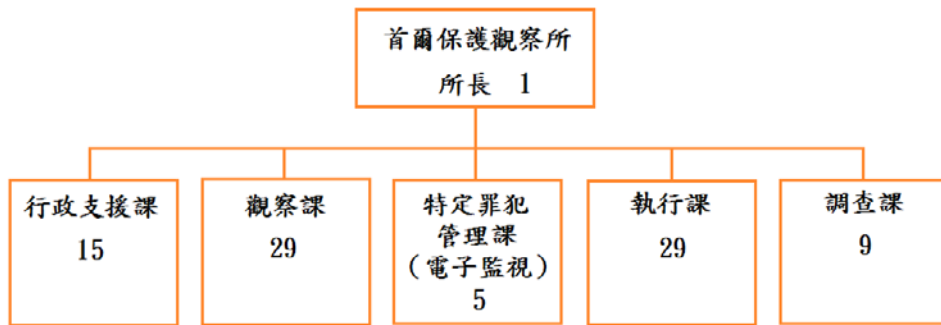 首爾保護觀察所
所長 1
行政支援課
15
觀察課
29
特定罪犯
管理課
(電子監視)
5
執行課
29
調查課
9